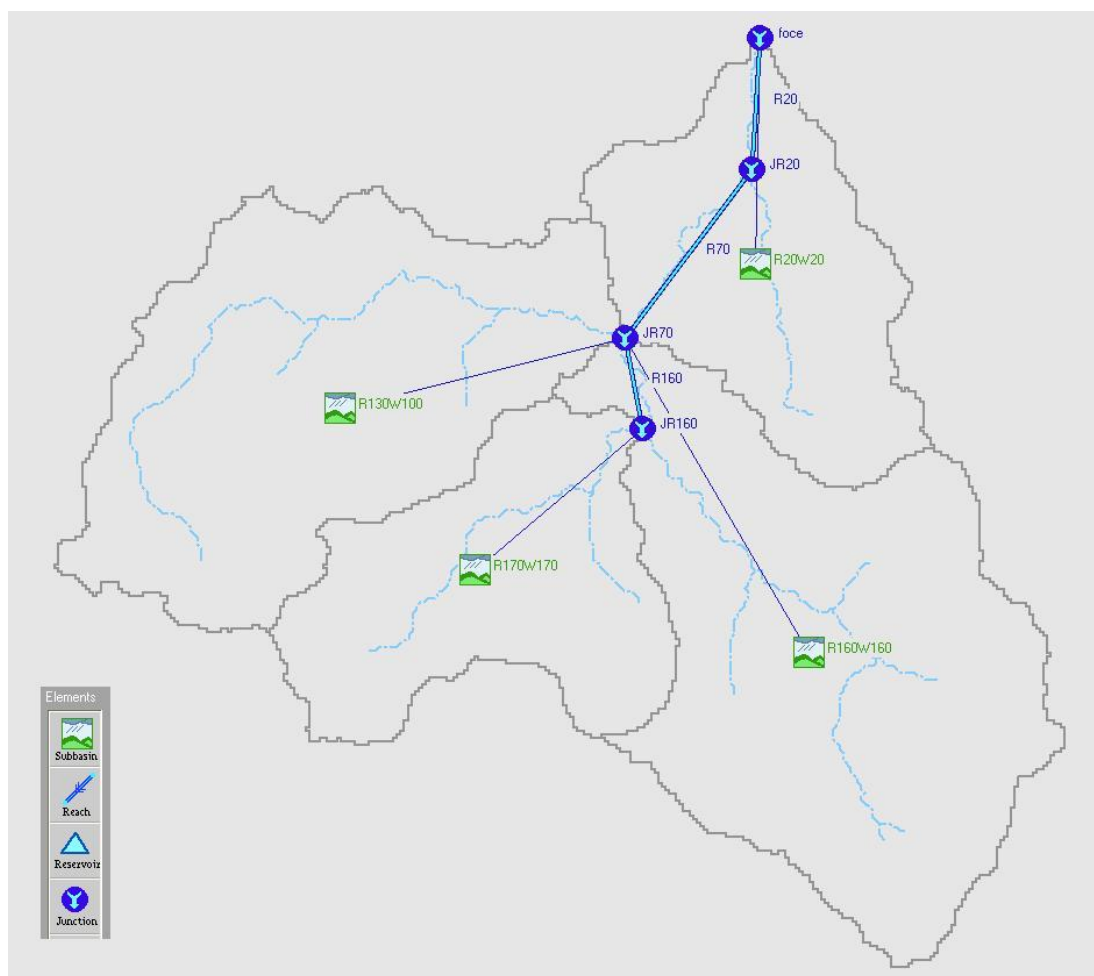 foce
R20
JR20
R70
R20W20
JR70
R160
R130W100
JR160
R170W170
R160W160
Elements
Subbasin
Reach
Reservoir
Junction